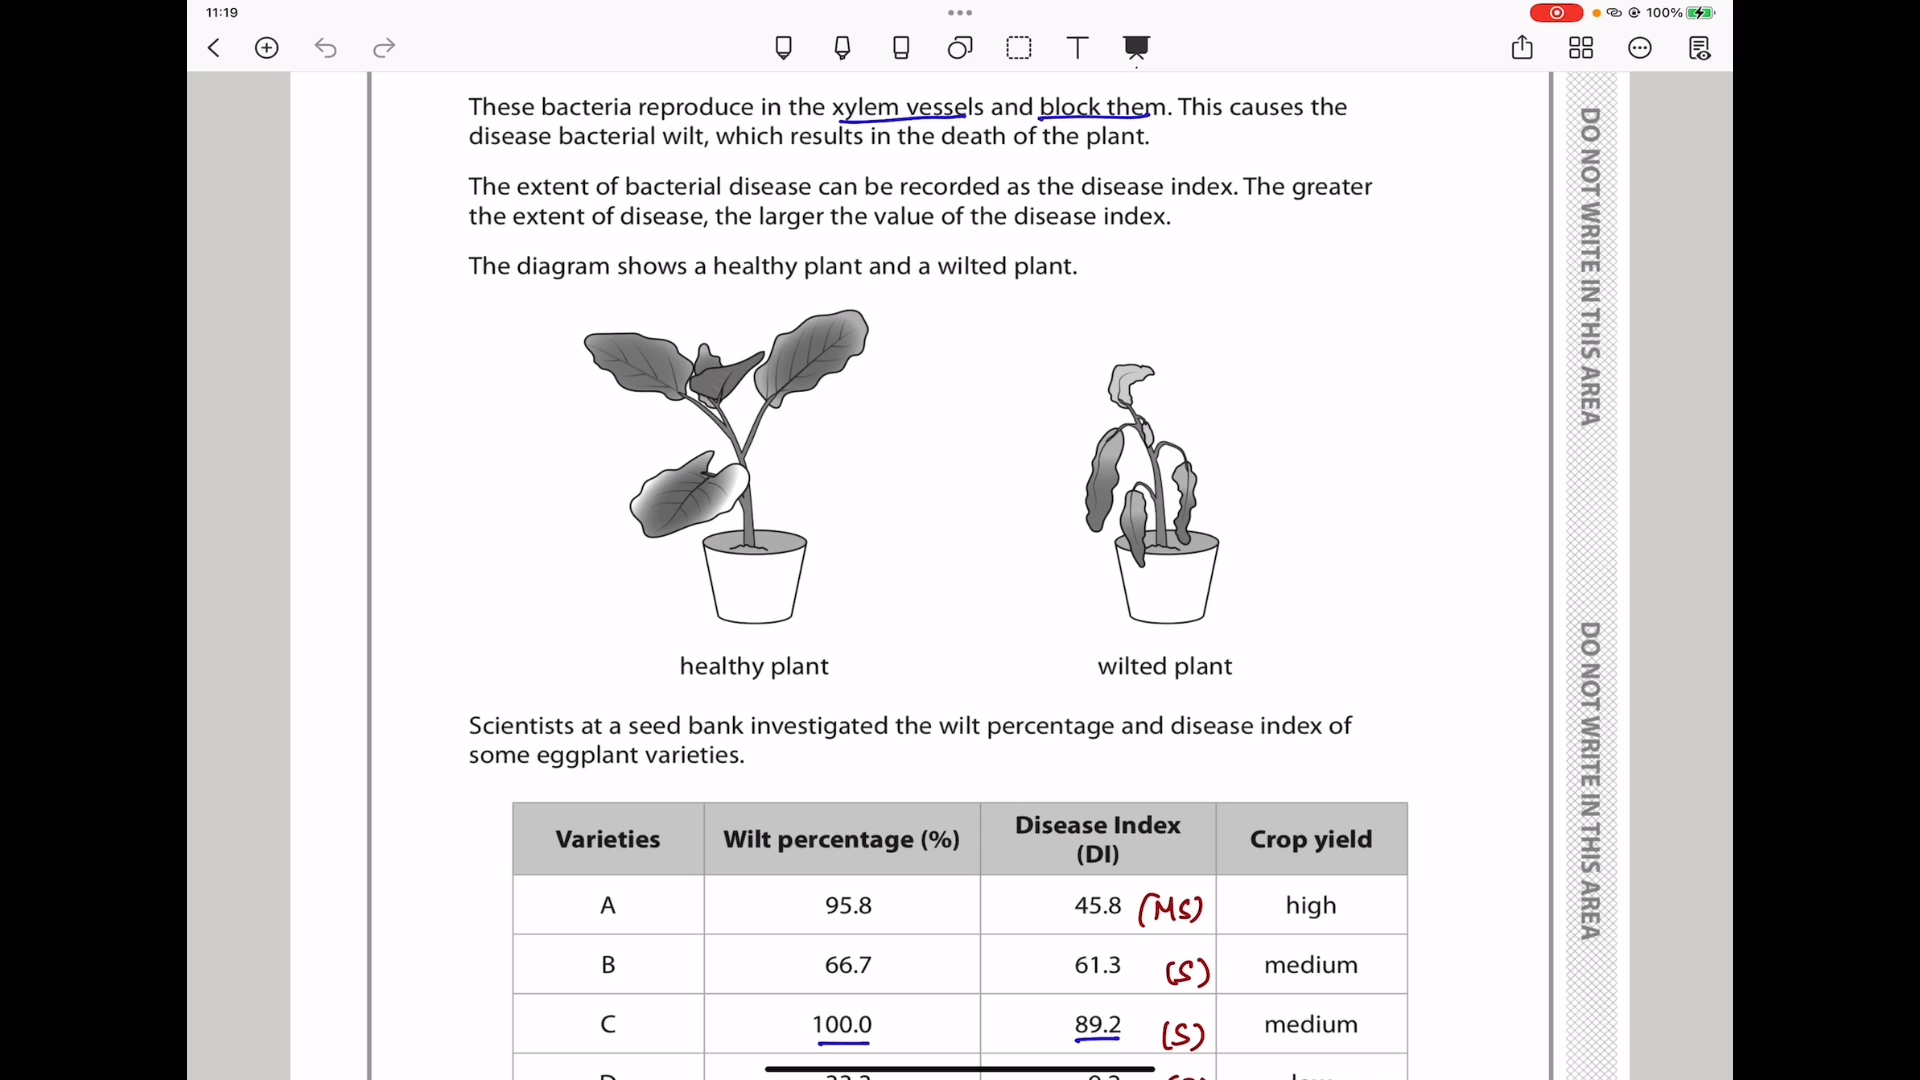 11:19
100%
These bacteria reproduce in the xylem vessels and block them. This causes the
disease bacterial wilt, which results in the death of the plant.
The extent of bacterial disease can be recorded as the disease index. The greater
the extent of disease, the larger the value of the disease index.
The diagram shows a healthy plant and a wilted plant.
healthy plant wilted plant
Scientists at a seed bank investigated the wilt percentage and disease index of
some eggplant varieties.
Varieties Wilt percentage (%) Disease Index (DI) Crop yield
A 95.8 45.8 (MS) high
B 66.7 61.3 (S) medium
C 100.0 89.2 (S) medium
DO NOT WRITE IN THIS AREA
DO NOT WRITE IN THIS AREA